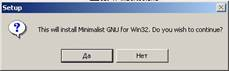 Setup
This will install Minimalist GNU for Win32. Do you wish to continue?
Да
Нет